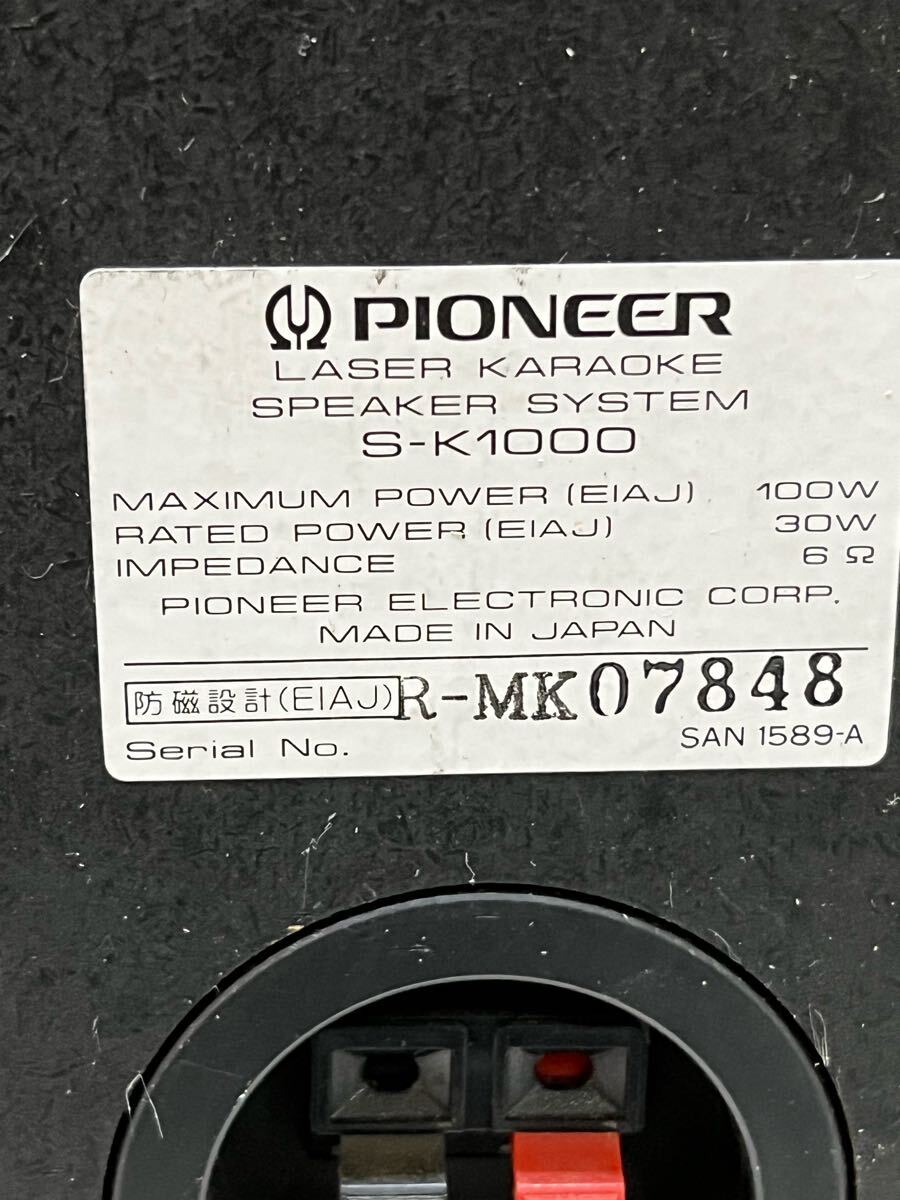 PIONEER
LASER KARAOKE
SPEAKER SYSTEM
S-K1000
MAXIMUM POWER (EIAJ) 100W
RATED POWER (EIAJ) 30W
IMPEDANCE 6 Ω
PIONEER ELECTRONIC CORP.
MADE IN JAPAN
防磁設計(EIAJ) R-MK07848
Serial No. SAN 1589-A